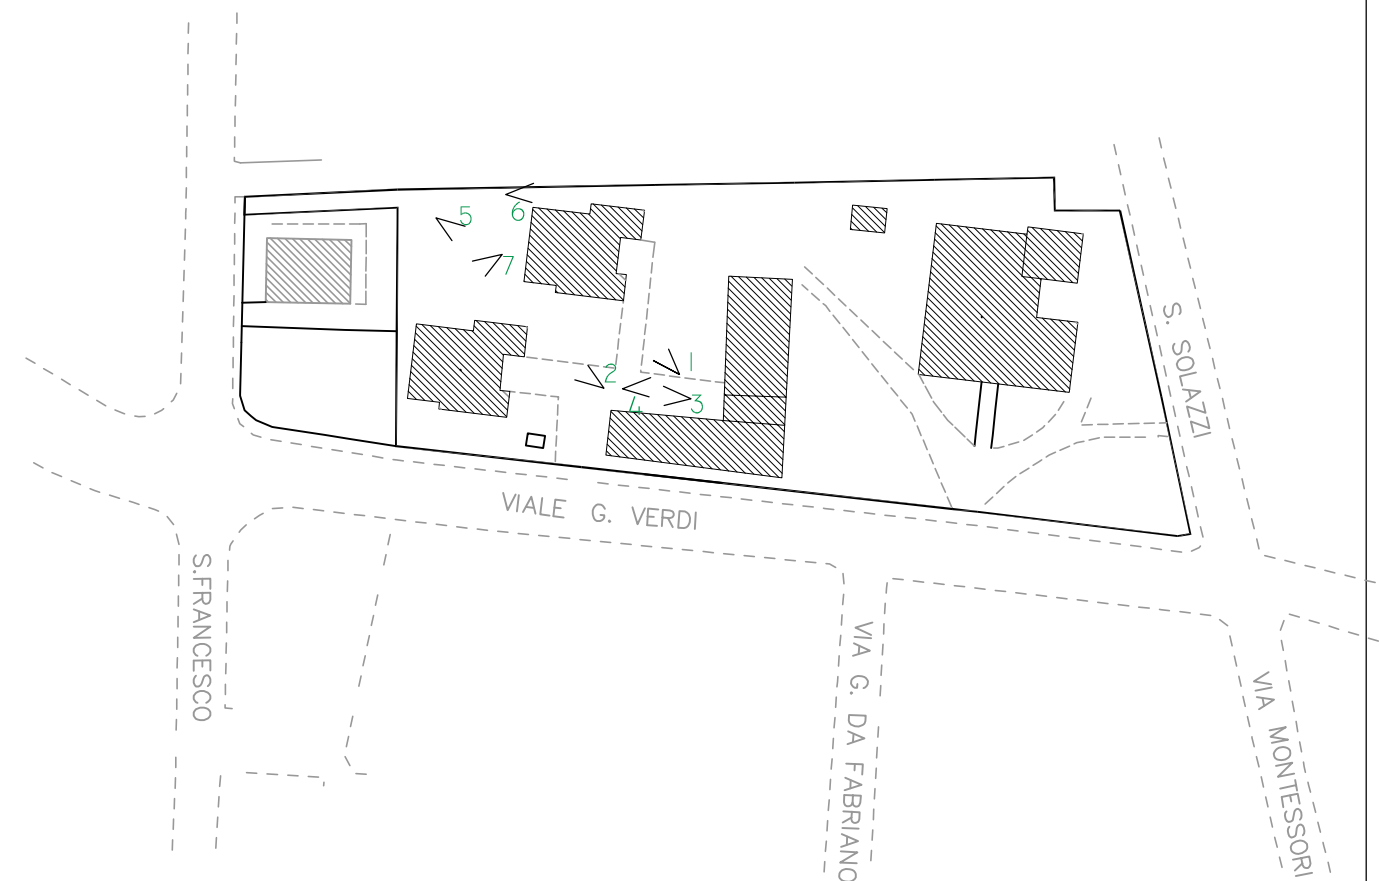 5
6
7
1
2
3
4
S. SOLAZZI
VIALE G. VERDI
S.FRANCESCO
VIA G. DA FABRIANO
VIA MONTESSORI